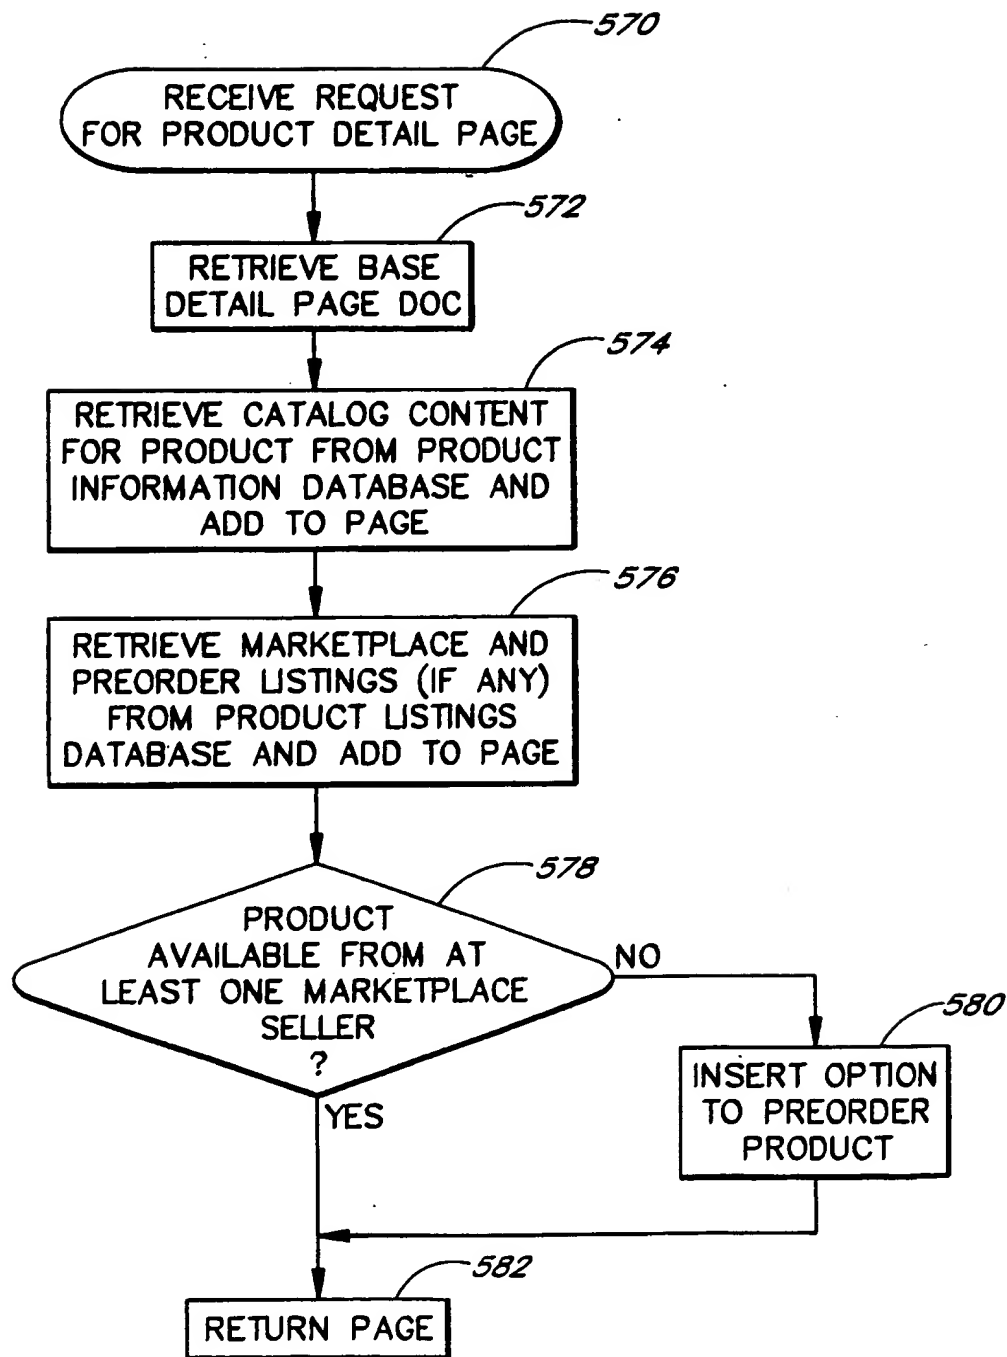 570
RECEIVE REQUEST
FOR PRODUCT DETAIL PAGE
572
RETRIEVE BASE
DETAIL PAGE DOC
574
RETRIEVE CATALOG CONTENT
FOR PRODUCT FROM PRODUCT
INFORMATION DATABASE AND
ADD TO PAGE
576
RETRIEVE MARKETPLACE AND
PREORDER LISTINGS (IF ANY)
FROM PRODUCT LISTINGS
DATABASE AND ADD TO PAGE
578
PRODUCT
AVAILABLE FROM AT
LEAST ONE MARKETPLACE
SELLER
?
NO
580
INSERT OPTION
TO PREORDER
PRODUCT
YES
582
RETURN PAGE